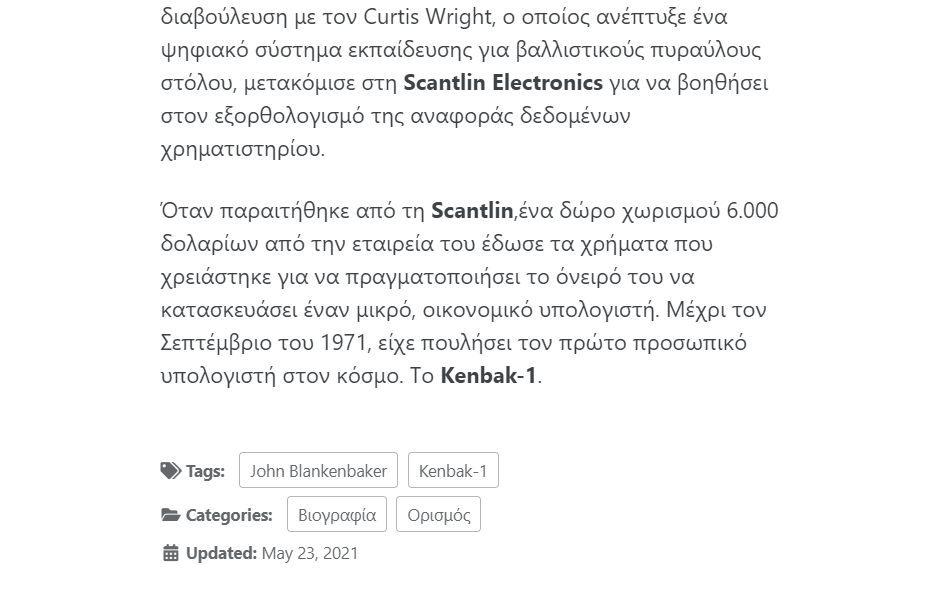 διαβούλευση με τον Curtis Wright, ο οποίος ανέπτυξε ένα
ψηφιακό σύστημα εκπαίδευσης για βαλλιστικούς πυραύλους
στόλου, μετακόμισε στη Scantlin Electronics για να βοηθήσει
στον εξορθολογισμό της αναφοράς δεδομένων
χρηματιστηρίου.
Όταν παραιτήθηκε από τη Scantlin,ένα δώρο χωρισμού 6.000
δολαρίων από την εταιρεία του έδωσε τα χρήματα που
χρειάστηκε για να πραγματοποιήσει το όνειρό του να
κατασκευάσει έναν μικρό, οικονομικό υπολογιστή. Μέχρι τον
Σεπτέμβριο του 1971, είχε πουλήσει τον πρώτο προσωπικό
υπολογιστή στον κόσμο. Το Kenbak-1.
Tags: John Blankenbaker Kenbak-1
Categories: Βιογραφία Ορισμός
Updated: May 23, 2021